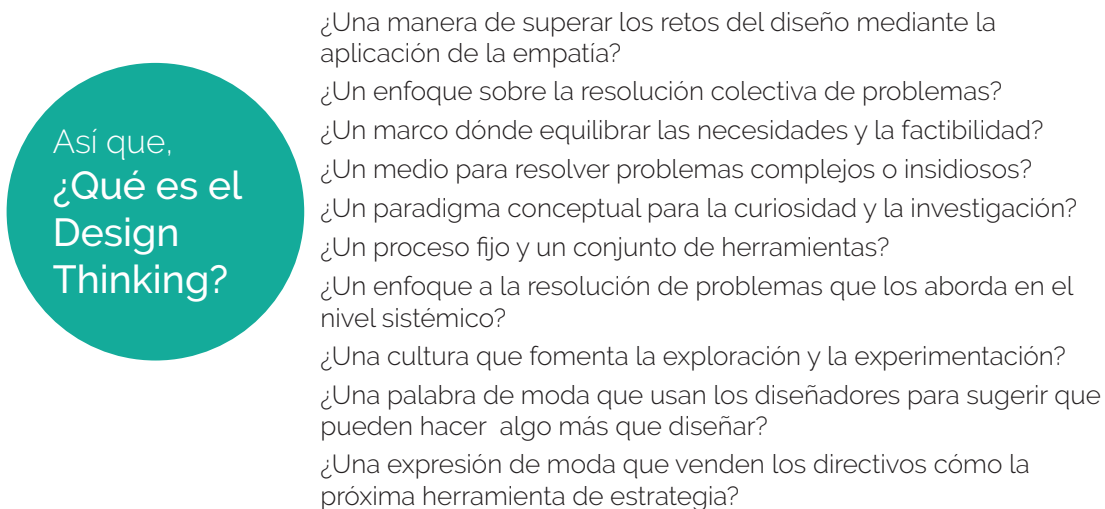 Así que,
¿Qué es el
Design
Thinking?
¿Una manera de superar los retos del diseño mediante la
aplicación de la empatía?
¿Un enfoque sobre la resolución colectiva de problemas?
¿Un marco dónde equilibrar las necesidades y la factibilidad?
¿Un medio para resolver problemas complejos o insidiosos?
¿Un paradigma conceptual para la curiosidad y la investigación?
¿Un proceso fijo y un conjunto de herramientas?
¿Un enfoque a la resolución de problemas que los aborda en el
nivel sistémico?
¿Una cultura que fomenta la exploración y la experimentación?
¿Una palabra de moda que usan los diseñadores para sugerir que
pueden hacer  algo más que diseñar?
¿Una expresión de moda que venden los directivos cómo la
próxima herramienta de estrategia?